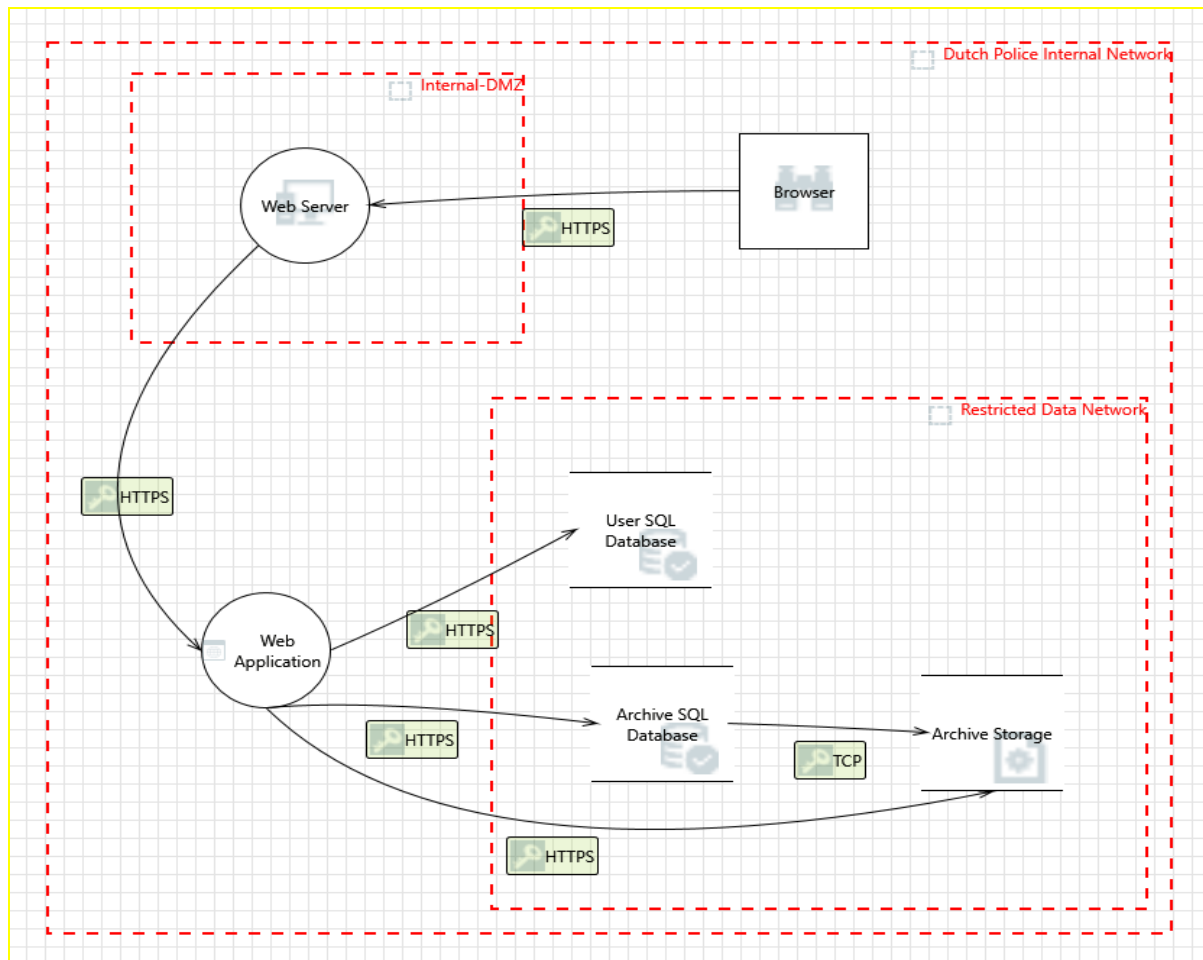 Dutch Police Internal Network
Internal-DMZ
Browser
Web Server
HTTPS
Restricted Data Network
HTTPS
User SQL
Database
HTTPS
Web
Application
Archive SQL
Database
Archive Storage
HTTPS
TCP
HTTPS